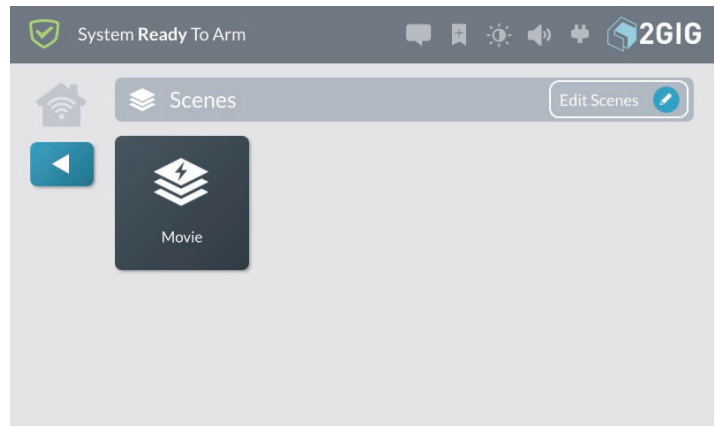 System Ready To Arm
2GIG
Scenes
Edit Scenes
Movie